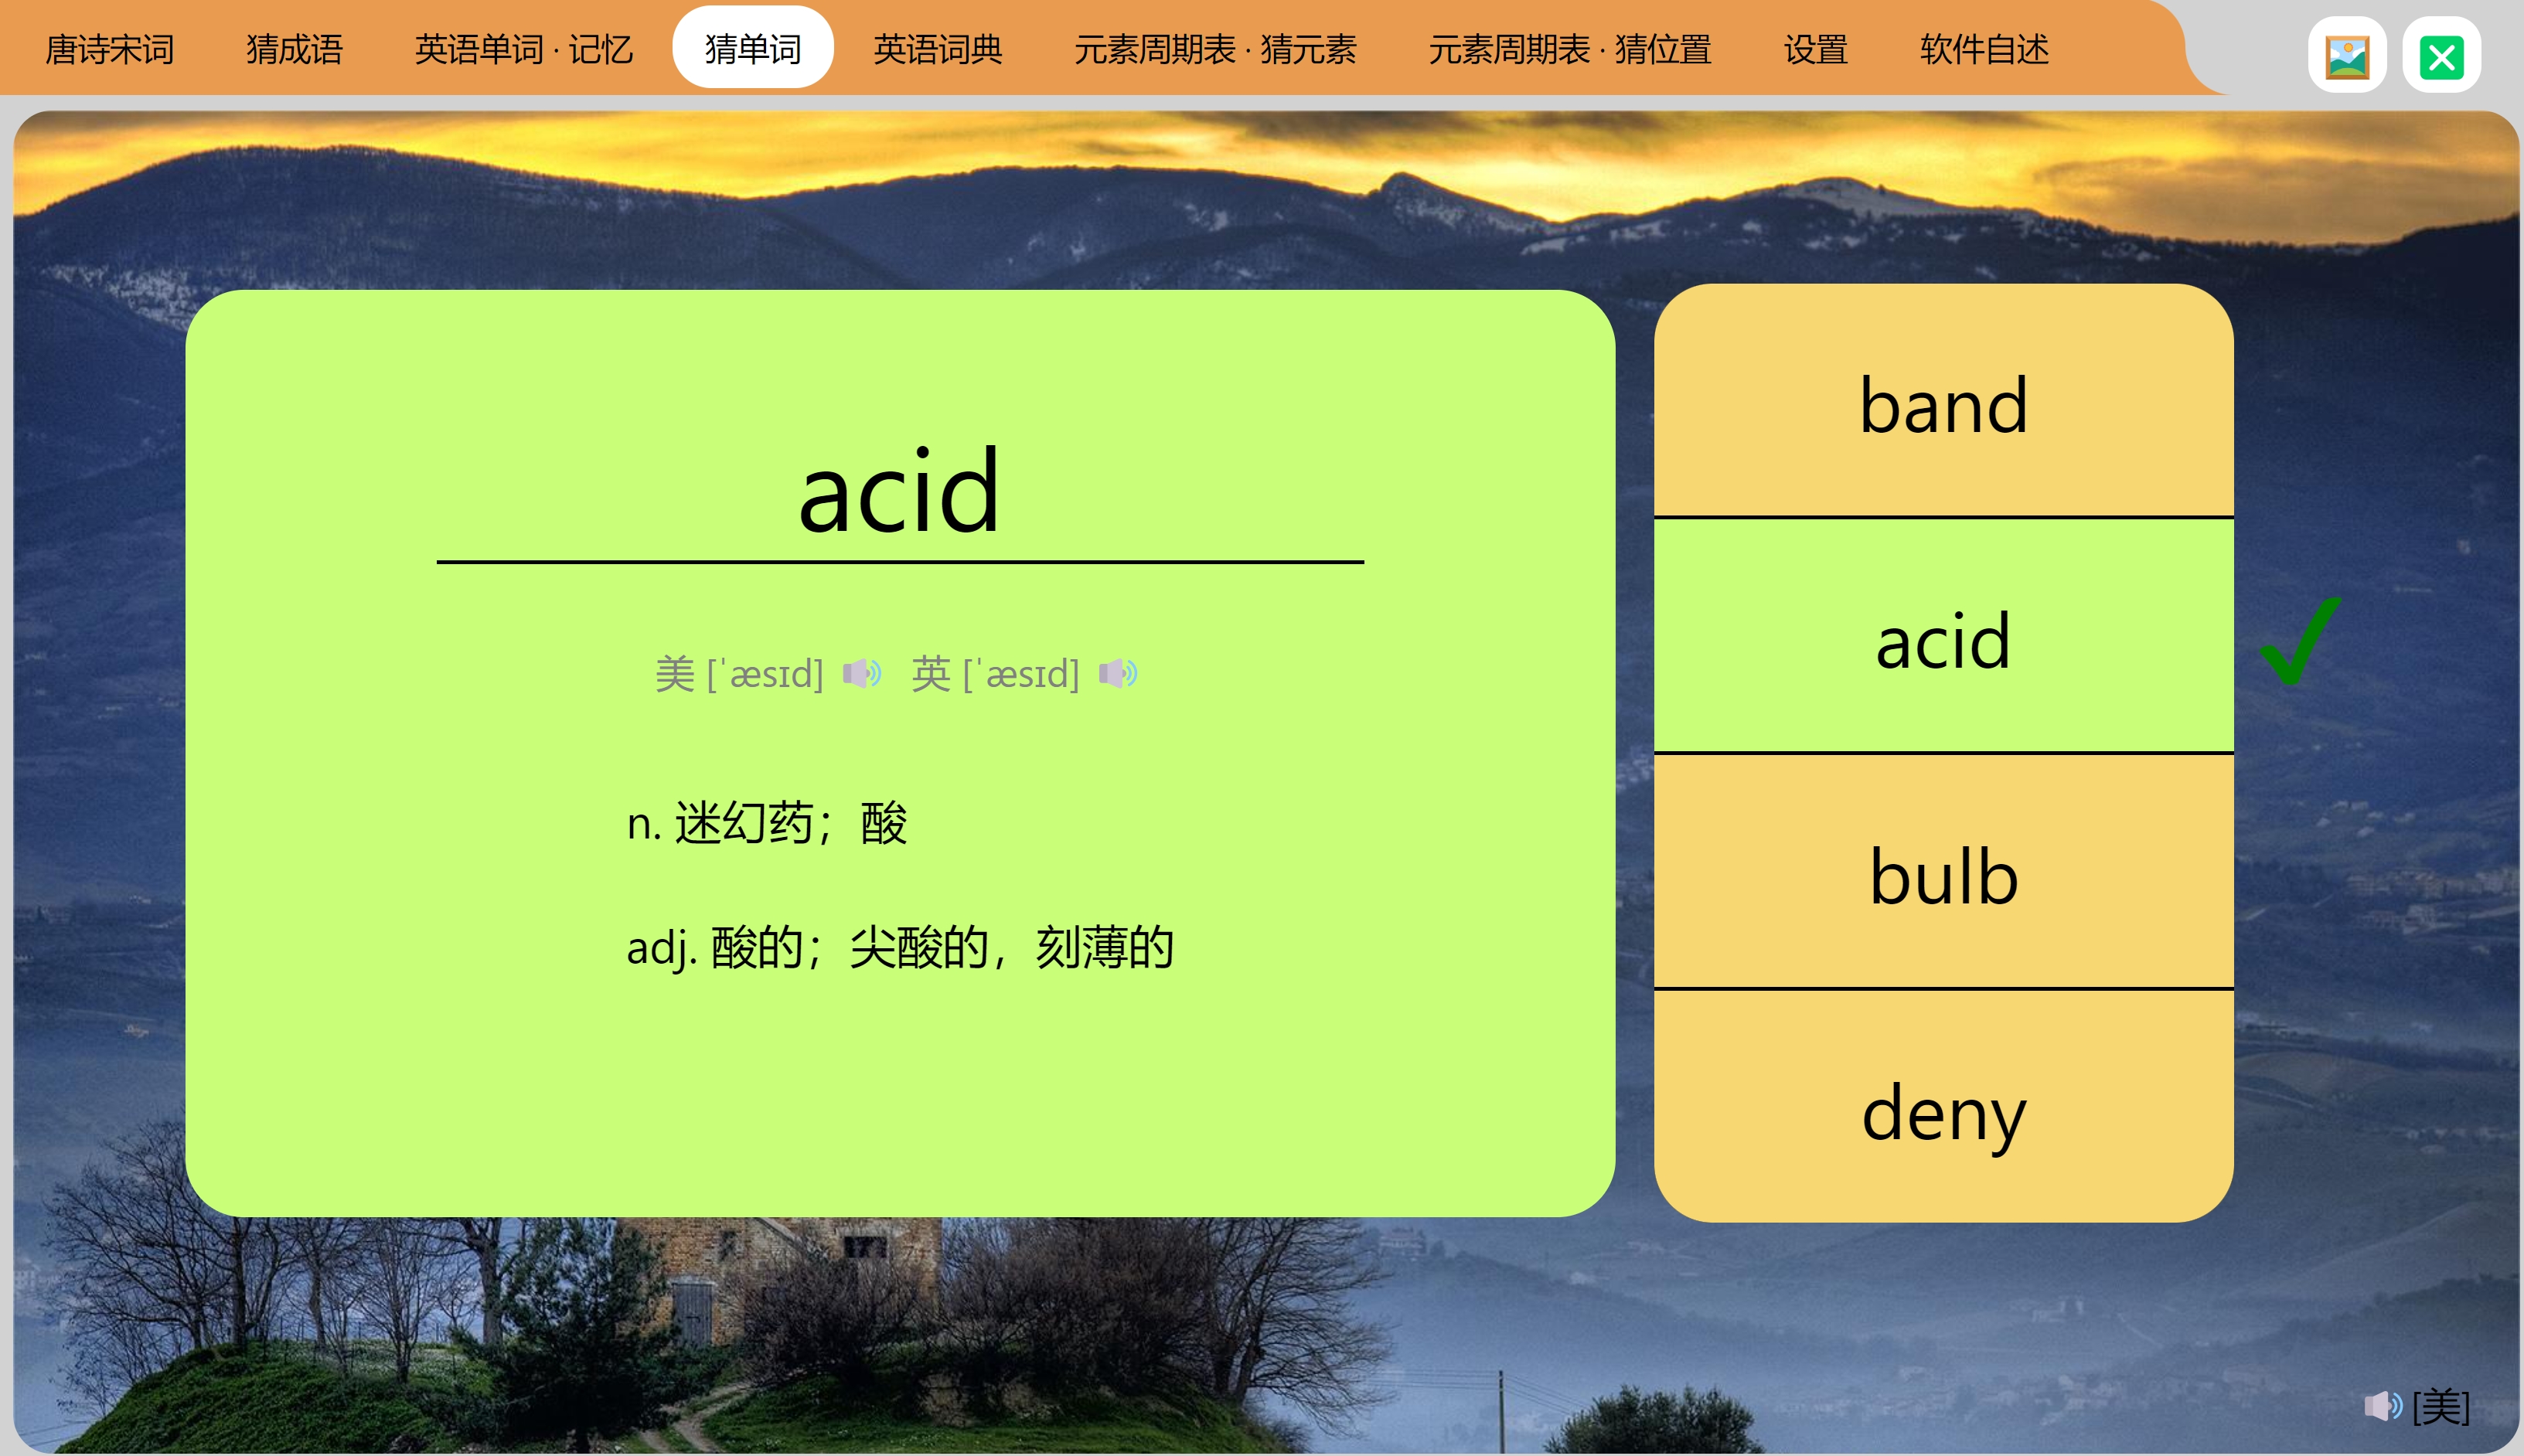 唐诗宋词 猜成语 英语单词 · 记忆 猜单词 英语词典 元素周期表 · 猜元素 元素周期表 · 猜位置 设置 软件自述
acid
美 [ˈæsɪd] 英 [ˈæsɪd]
n. 迷幻药；酸
adj. 酸的；尖酸的，刻薄的
band
acid
bulb
deny
[美]